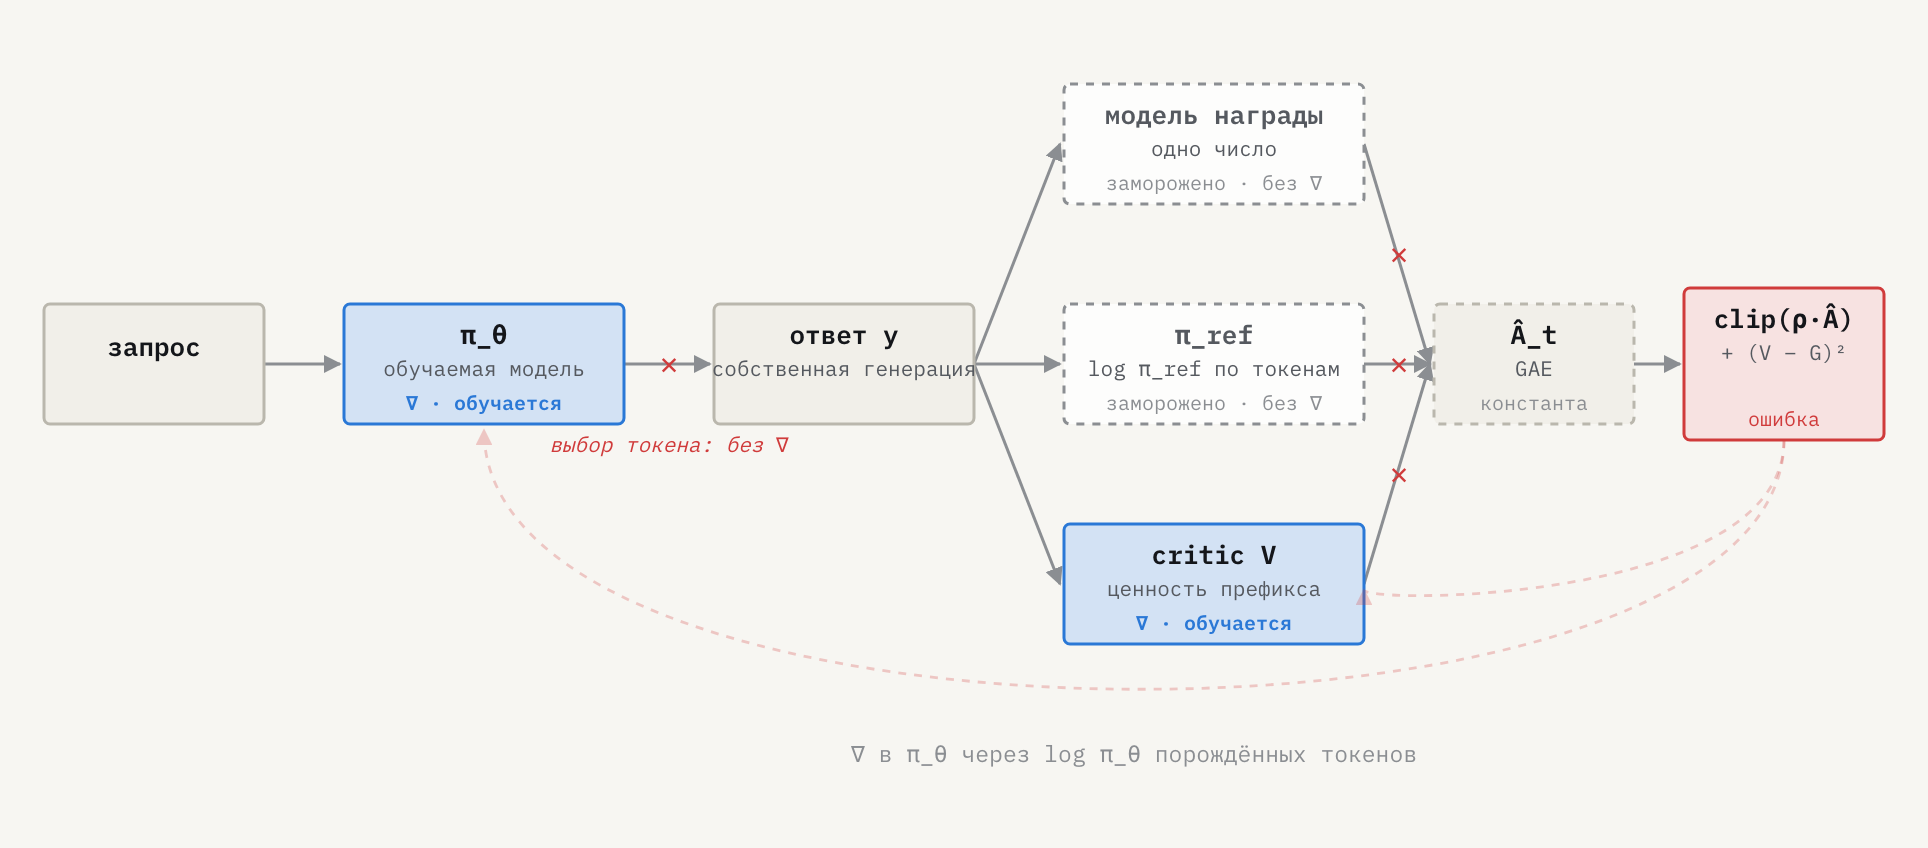 запрос
π_θ
обучаемая модель
∇ · обучается
×
выбор токена: без ∇
ответ y
собственная генерация
модель награды
одно число
заморожено · без ∇
π_ref
log π_ref по токенам
заморожено · без ∇
critic V
ценность префикса
∇ · обучается
×
×
×
Â_t
GAE
константа
clip(ρ·Â)
+ (V − G)²
ошибка
∇ в π_θ через log π_θ порождённых токенов